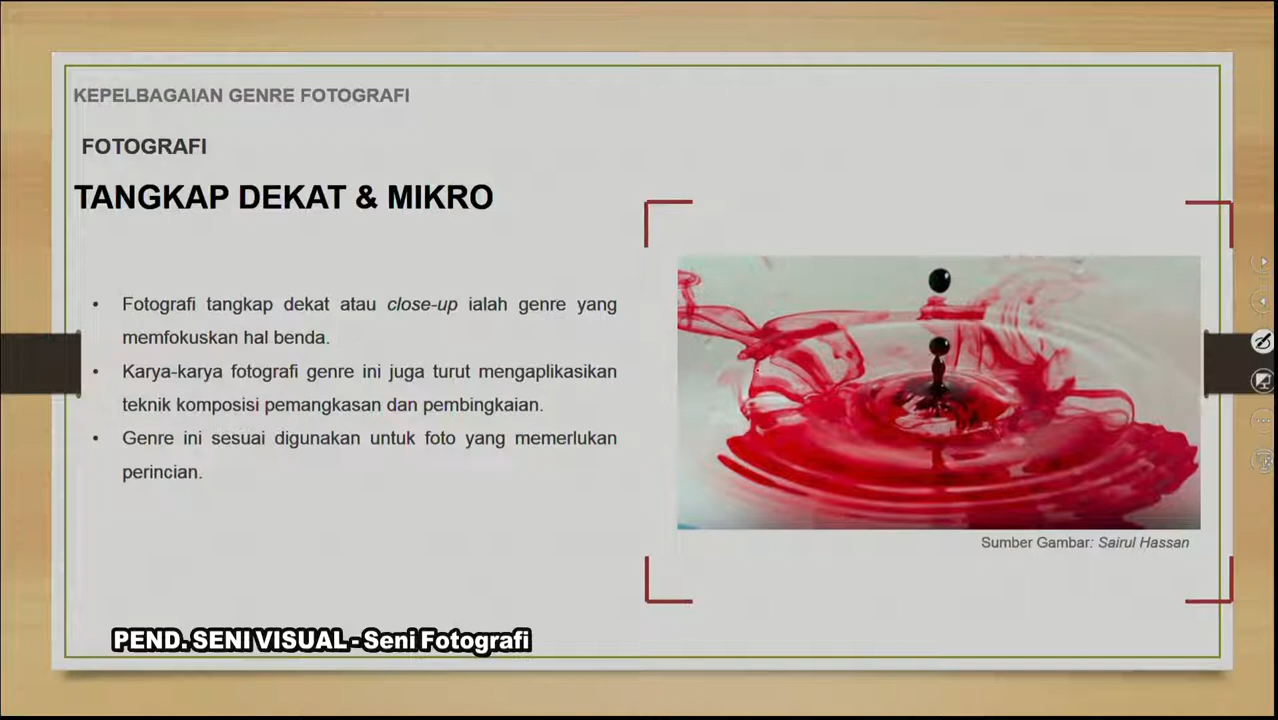 KEPELBAGAIAN GENRE FOTOGRAFI
FOTOGRAFI
TANGKAP DEKAT & MIKRO
• Fotografi tangkap dekat atau close-up ialah genre yang
memfokuskan hal benda.
• Karya-karya fotografi genre ini juga turut mengaplikasikan
teknik komposisi pemangkasan dan pembingkaian.
• Genre ini sesuai digunakan untuk foto yang memerlukan
perincian.
Sumber Gambar: Sairul Hassan
PEND. SENI VISUAL - Seni Fotografi